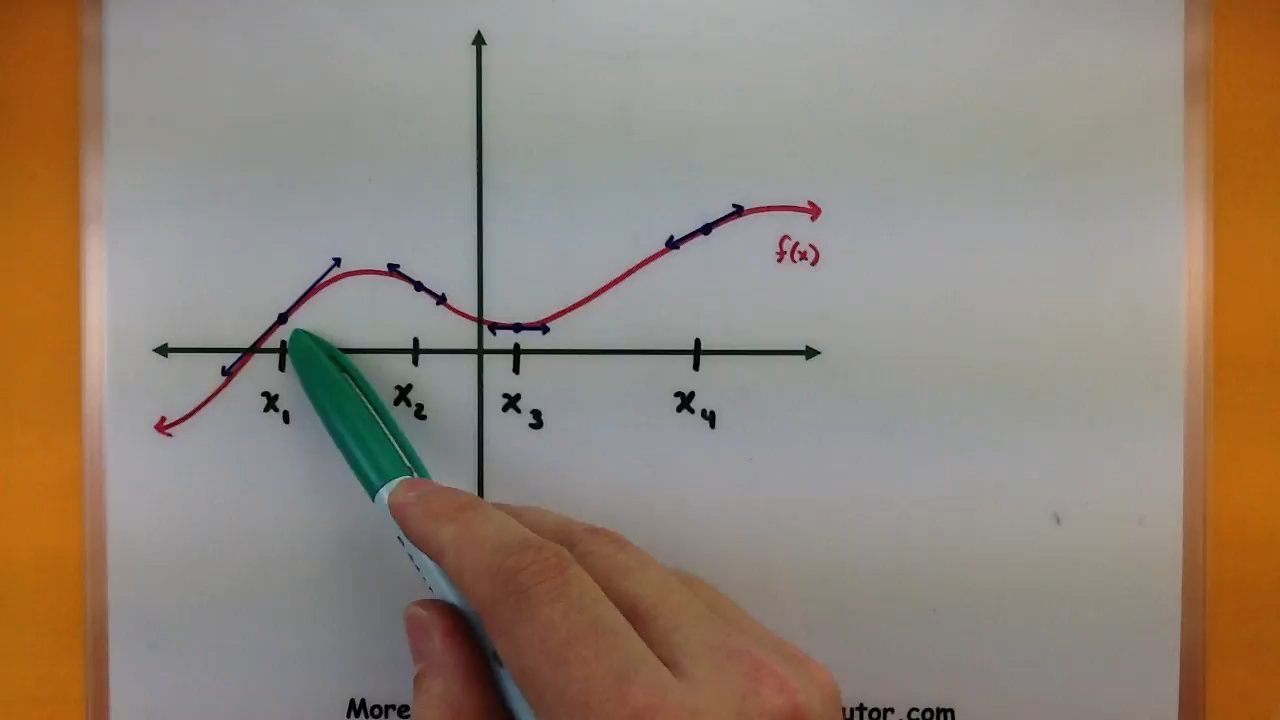 f(x)
x₁ x₂ x₃ x₄
More utor.com